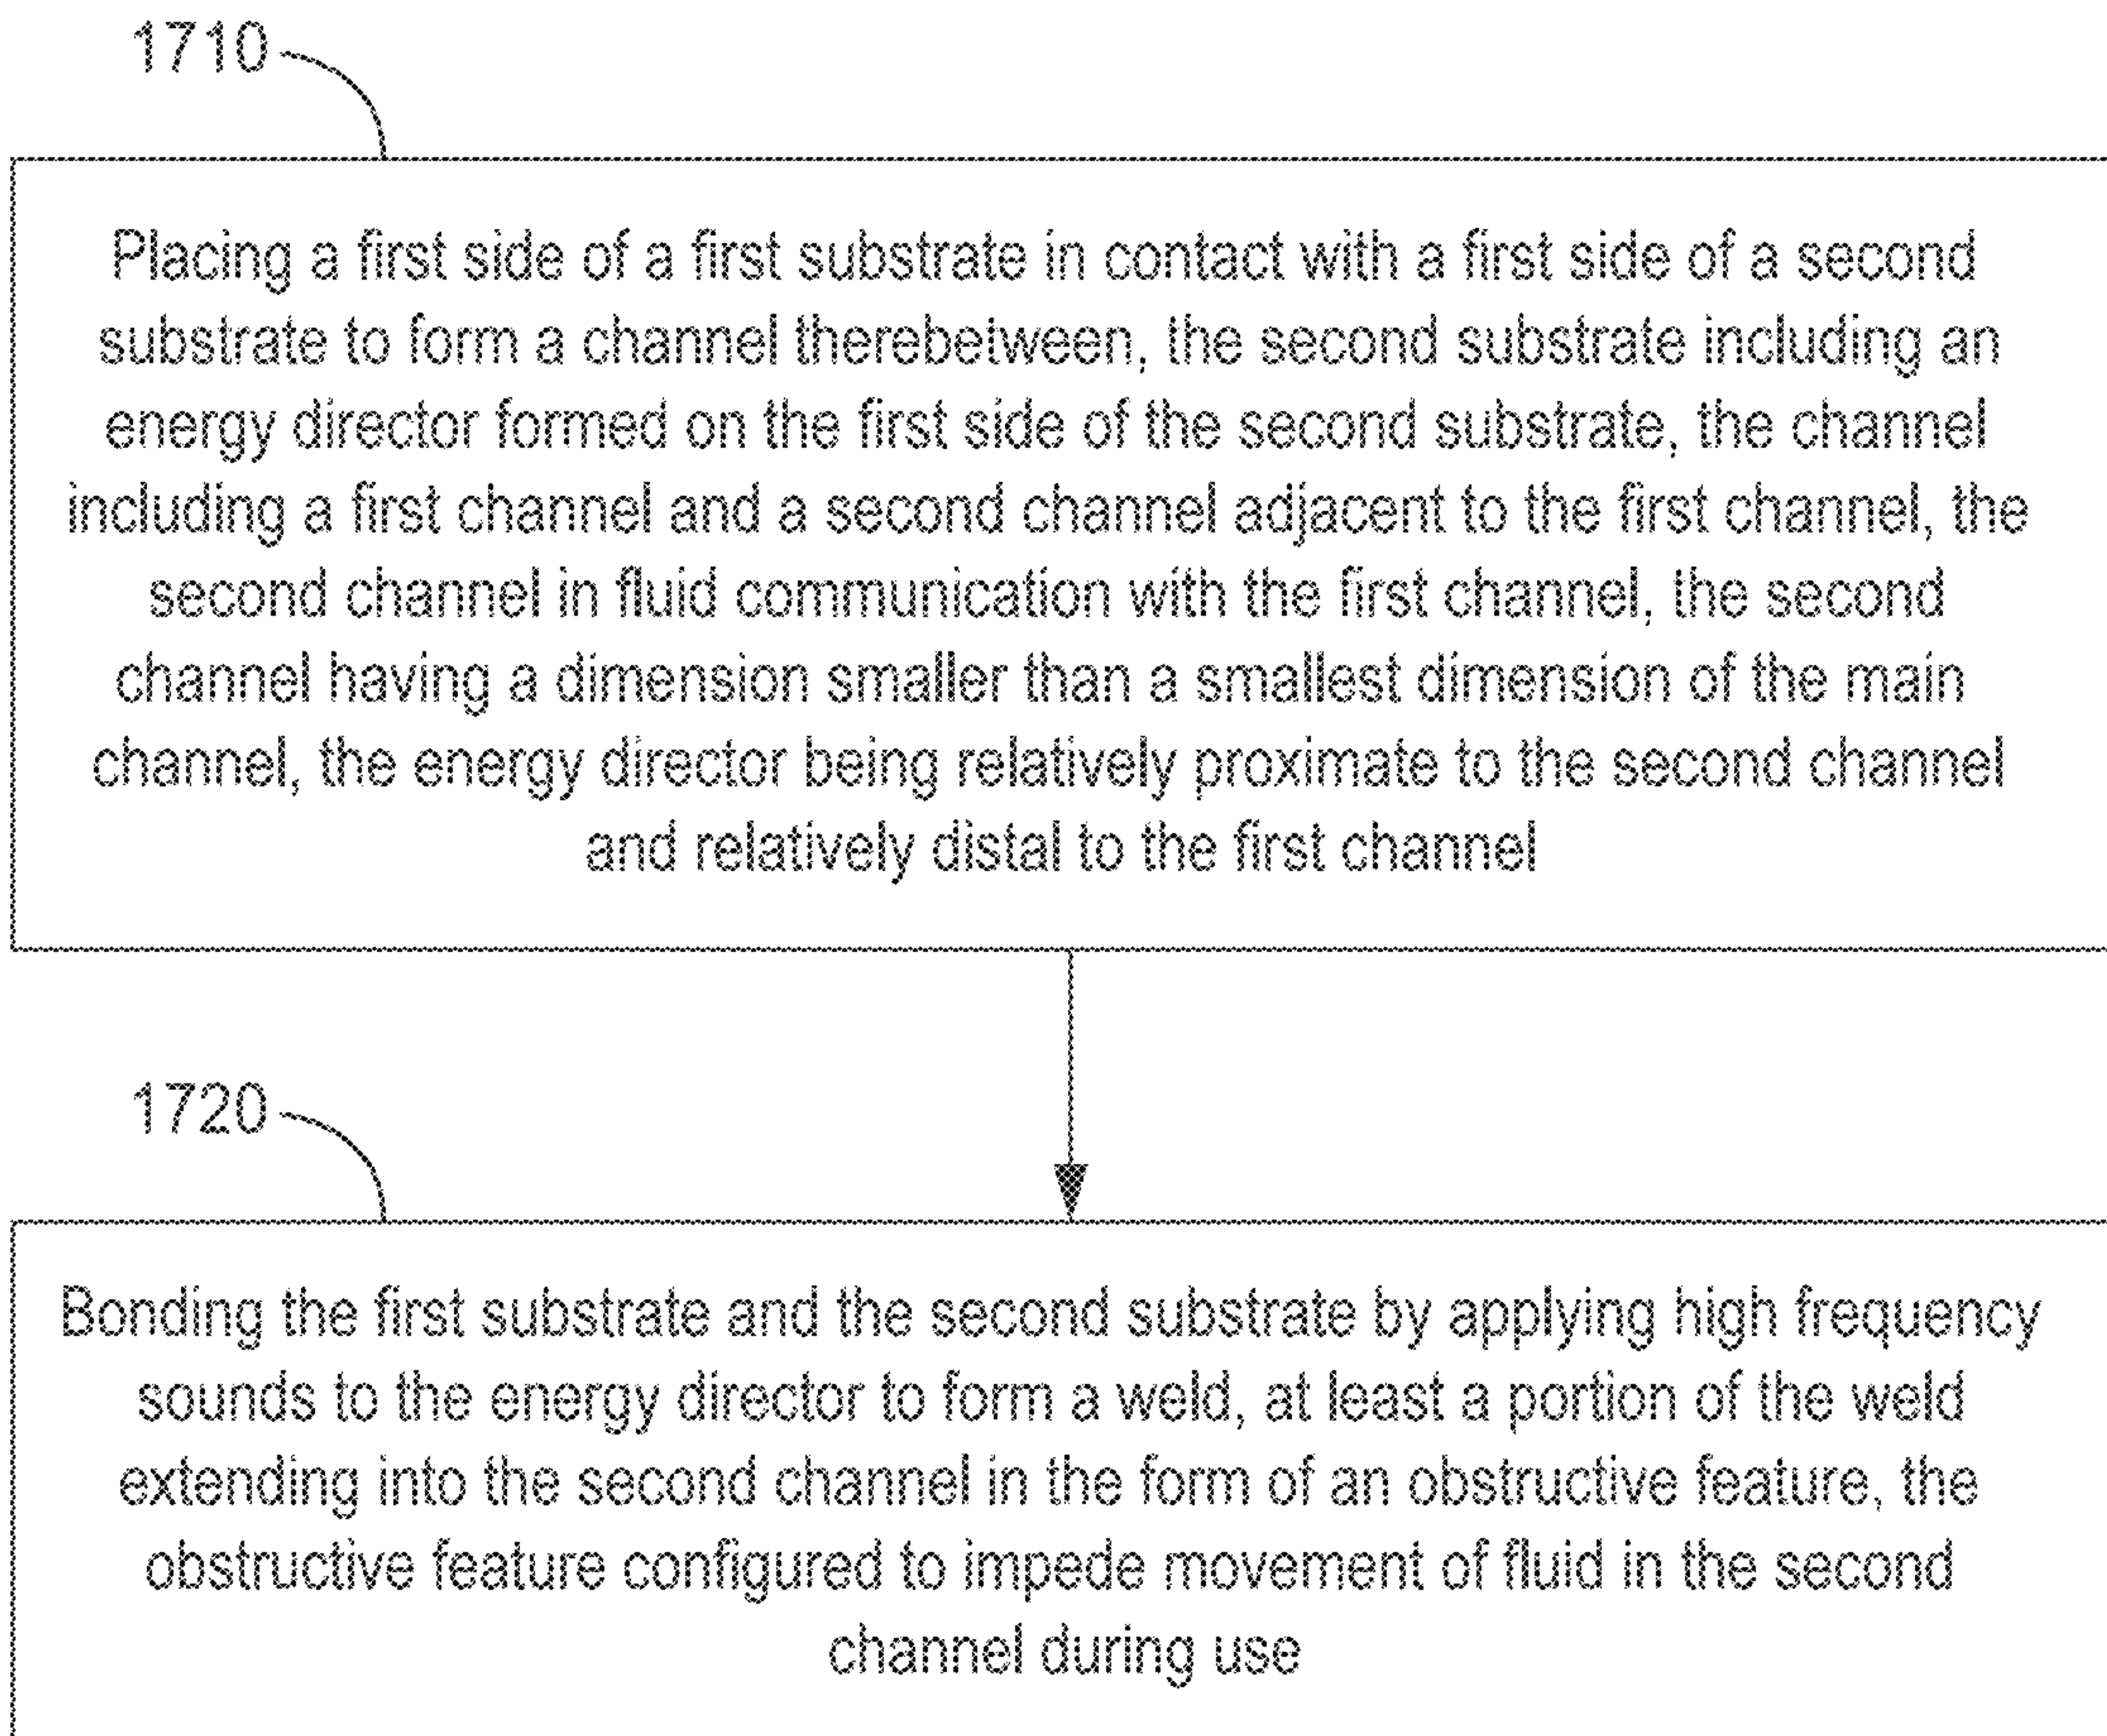 1710
Placing a first side of a first substrate in contact with a first side of a second
substrate to form a channel therebetween, the second substrate including an
energy director formed on the first side of the second substrate, the channel
including a first channel and a second channel adjacent to the first channel, the
second channel in fluid communication with the first channel, the second
channel having a dimension smaller than a smallest dimension of the main
channel, the energy director being relatively proximate to the second channel
and relatively distal to the first channel
1720
Bonding the first substrate and the second substrate by applying high frequency
sounds to the energy director to form a weld, at least a portion of the weld
extending into the second channel in the form of an obstructive feature, the
obstructive feature configured to impede movement of fluid in the second
channel during use